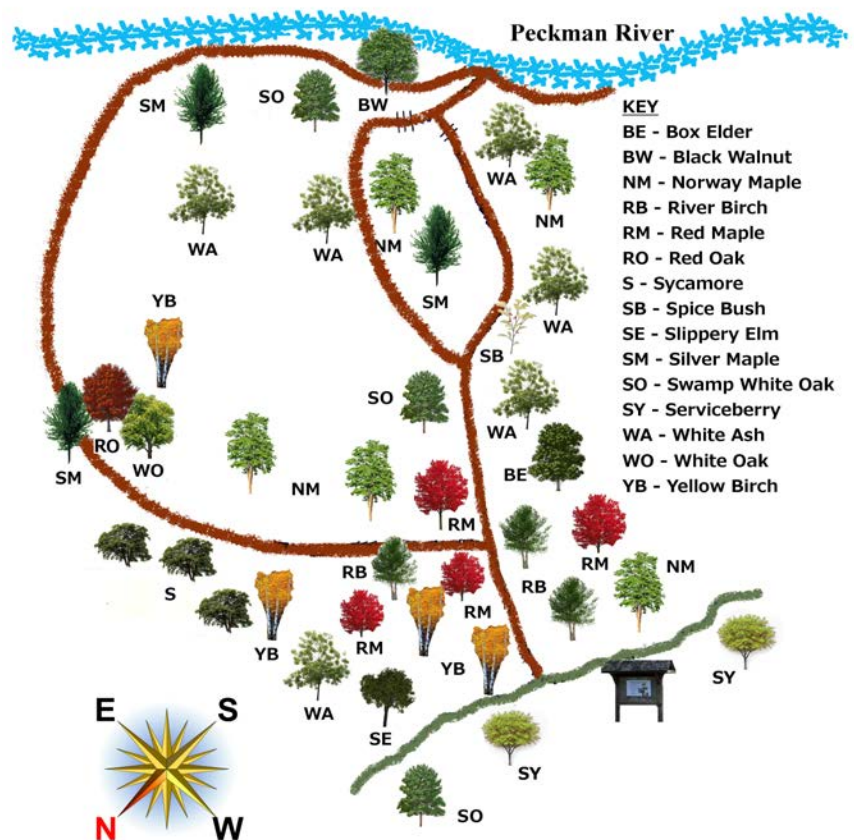 Peckman River
SM
SO
BW
KEY
BE - Box Elder
BW - Black Walnut
NM - Norway Maple
RB - River Birch
RM - Red Maple
RO - Red Oak
S - Sycamore
SB - Spice Bush
SE - Slippery Elm
SM - Silver Maple
SO - Swamp White Oak
SY - Serviceberry
WA - White Ash
WO - White Oak
YB - Yellow Birch
WA
NM
WA
WA
NM
SM
YB
WA
SB
SO
WA
RO
WO
SM
NM
BE
RM
RM
RB
NM
S
RM
RB
YB
RM
YB
SY
WA
SE
SY
SO
E
S
N
W